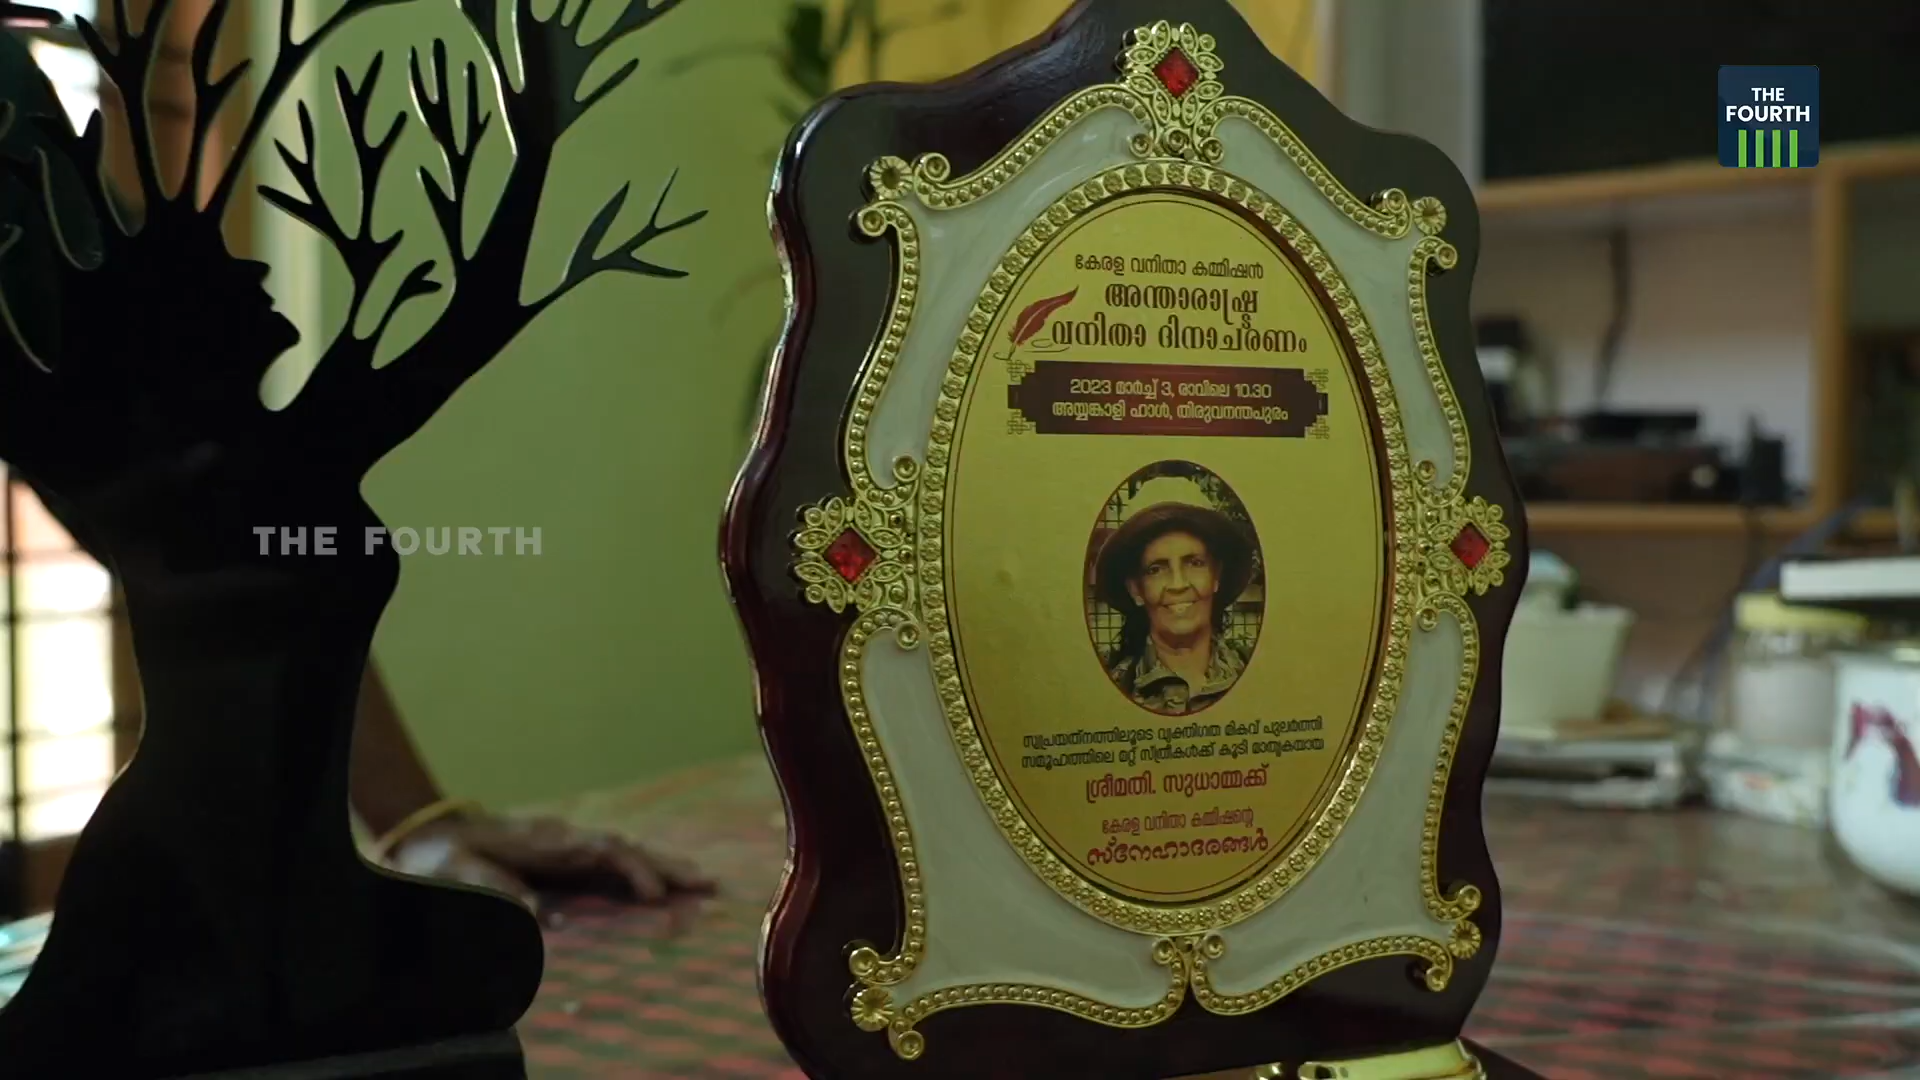 THE
FOURTH
കേരള വനിതാ കമ്മിഷൻ
അന്താരാഷ്ട്ര
വനിതാ ദിനാചരണം
2023 മാർച്ച് 3, രാവിലെ 10.30
അയ്യങ്കാളി ഹാൾ, തിരുവനന്തപുരം
THE FOURTH
സ്വപ്രയത്നത്തിലൂടെ വ്യക്തിഗത മികവ് പുലർത്തി
സമൂഹത്തിലെ മറ്റ് സ്ത്രീകൾക്ക് കൂടി മാതൃകയായ
ശ്രീമതി. സുധാമ്മക്ക്
കേരള വനിതാ കമ്മിഷന്റെ
സ്നേഹാദരങ്ങൾ